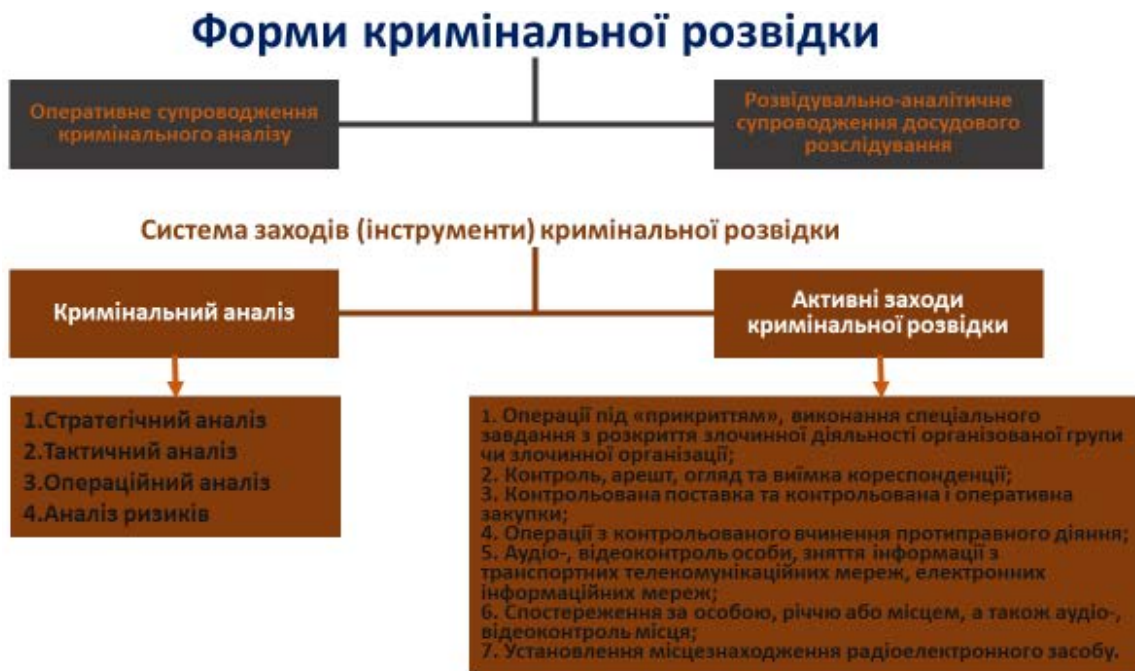 Форми кримінальної розвідки
Оперативне супроводження
кримінального аналізу
Розвідувально-аналітичне
супроводження досудового
розслідування
Система заходів (інструменти) кримінальної розвідки
Кримінальний аналіз
Активні заходи
кримінальної розвідки
1.Стратегічний аналіз
2.Тактичний аналіз
3.Операційний аналіз
4.Аналіз ризиків
1. Операції під «прикриттям», виконання спеціального
завдання з розкриття злочинної діяльності організованої групи
чи злочинної організації;
2. Контроль, арешт, огляд та виїмка кореспонденції;
3. Контрольована поставка та контрольована і оперативна
закупки;
4. Операції з контрольованого вчинення протиправного діяння;
5. Аудіо-, відеоконтроль особи, зняття інформації з
транспортних телекомунікаційних мереж, електронних
інформаційних мереж;
6. Спостереження за особою, річчю або місцем, а також аудіо-,
відеоконтроль місця;
7. Установлення місцезнаходження радіоелектронного засобу.